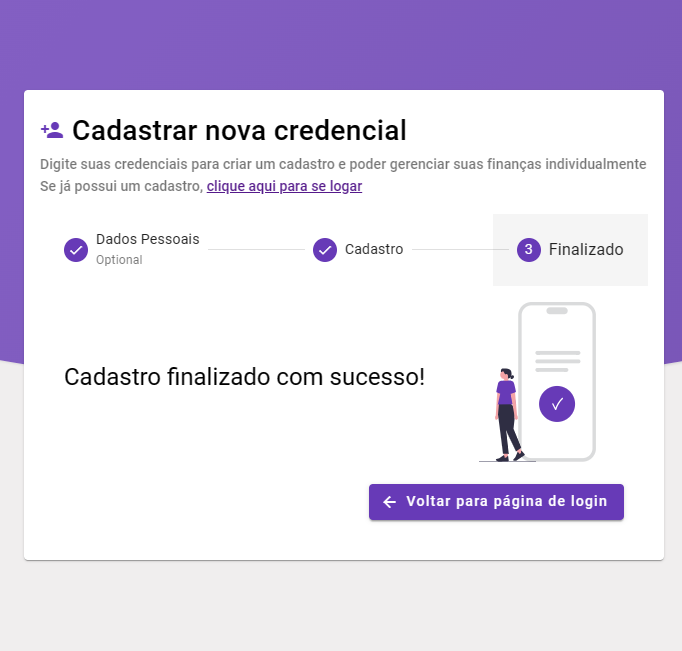 Cadastrar nova credencial
Digite suas credenciais para criar um cadastro e poder gerenciar suas finanças individualmente
Se já possui um cadastro, clique aqui para se logar
Dados Pessoais
Optional
Cadastro
3 Finalizado
Cadastro finalizado com sucesso!
Voltar para página de login